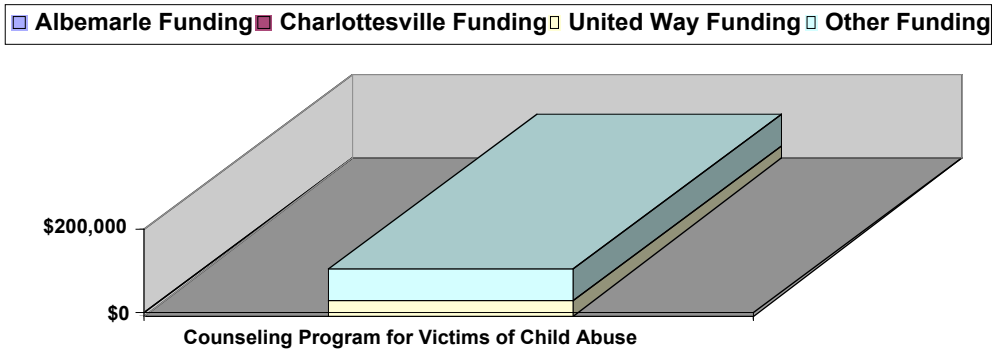 Albemarle Funding Charlottesville Funding United Way Funding Other Funding
$200,000
$0
Counseling Program for Victims of Child Abuse